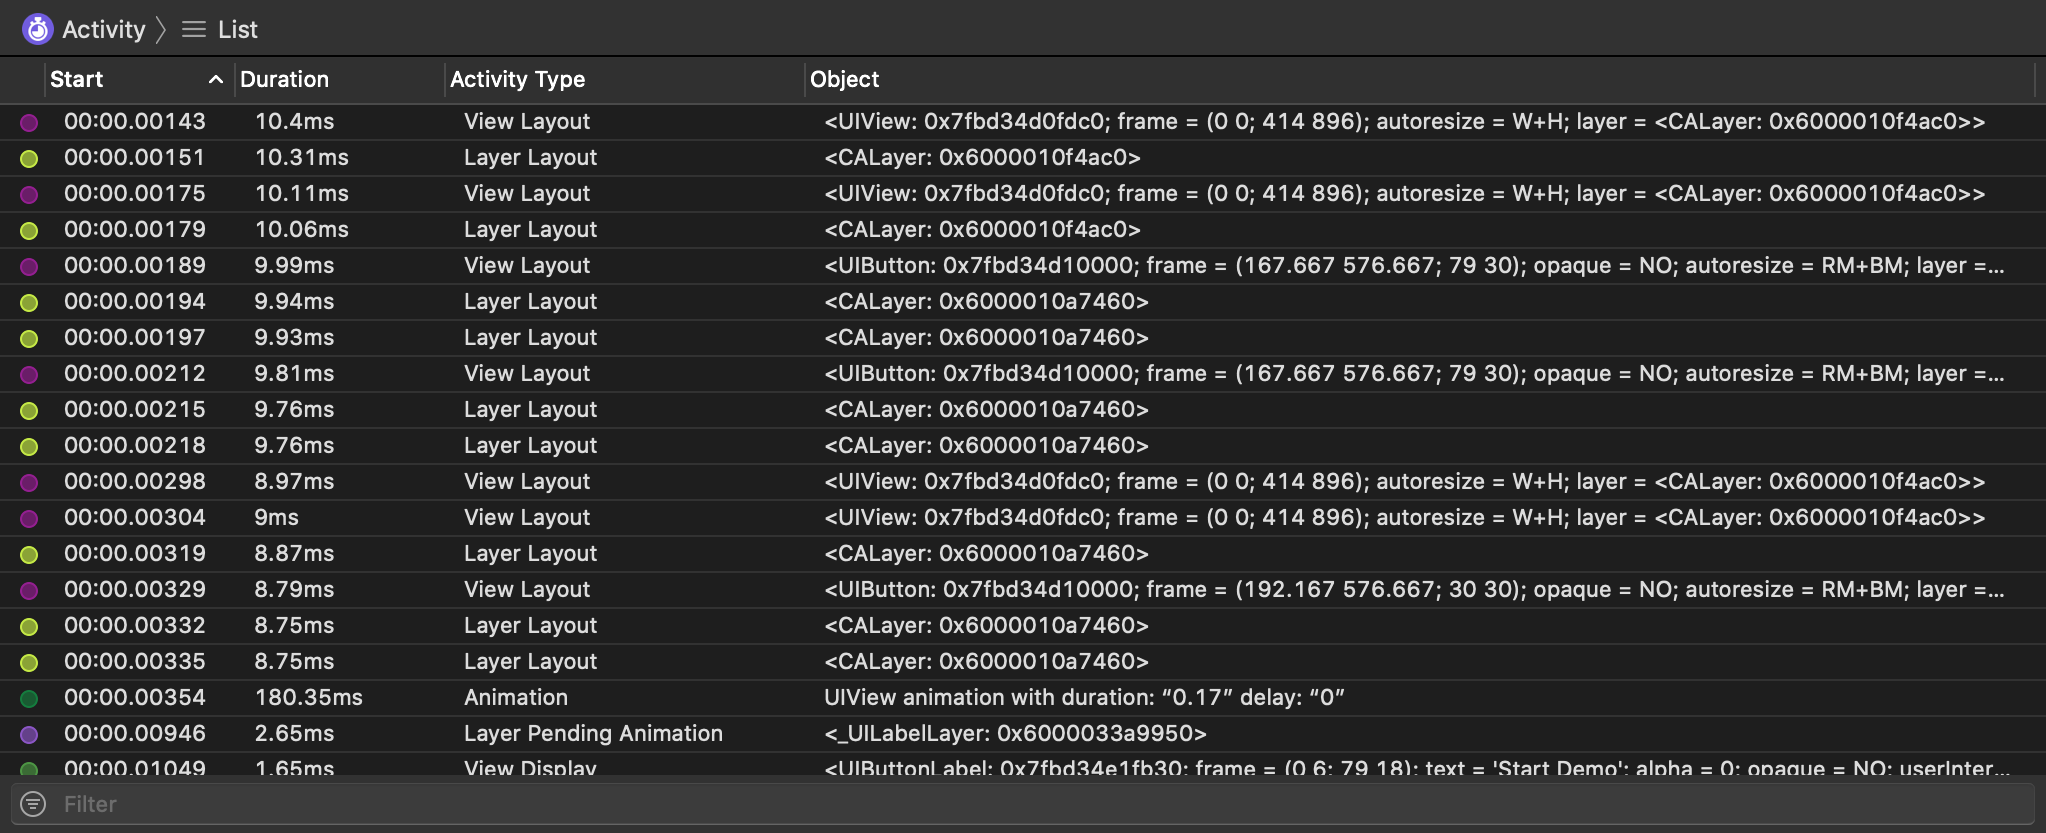 Activity List
Start Duration Activity Type Object
00:00.00143 10.4ms View Layout <UIView: 0x7fbd34d0fdc0; frame = (0 0; 414 896); autoresize = W+H; layer = <CALayer: 0x6000010f4ac0>>
00:00.00151 10.31ms Layer Layout <CALayer: 0x6000010f4ac0>
00:00.00175 10.11ms View Layout <UIView: 0x7fbd34d0fdc0; frame = (0 0; 414 896); autoresize = W+H; layer = <CALayer: 0x6000010f4ac0>>
00:00.00179 10.06ms Layer Layout <CALayer: 0x6000010f4ac0>
00:00.00189 9.99ms View Layout <UIButton: 0x7fbd34d10000; frame = (167.667 576.667; 79 30); opaque = NO; autoresize = RM+BM; layer =...
00:00.00194 9.94ms Layer Layout <CALayer: 0x6000010a7460>
00:00.00197 9.93ms Layer Layout <CALayer: 0x6000010a7460>
00:00.00212 9.81ms View Layout <UIButton: 0x7fbd34d10000; frame = (167.667 576.667; 79 30); opaque = NO; autoresize = RM+BM; layer =...
00:00.00215 9.76ms Layer Layout <CALayer: 0x6000010a7460>
00:00.00218 9.76ms Layer Layout <CALayer: 0x6000010a7460>
00:00.00298 8.97ms View Layout <UIView: 0x7fbd34d0fdc0; frame = (0 0; 414 896); autoresize = W+H; layer = <CALayer: 0x6000010f4ac0>>
00:00.00304 9ms View Layout <UIView: 0x7fbd34d0fdc0; frame = (0 0; 414 896); autoresize = W+H; layer = <CALayer: 0x6000010f4ac0>>
00:00.00319 8.87ms Layer Layout <CALayer: 0x6000010a7460>
00:00.00329 8.79ms View Layout <UIButton: 0x7fbd34d10000; frame = (192.167 576.667; 30 30); opaque = NO; autoresize = RM+BM; layer =...
00:00.00332 8.75ms Layer Layout <CALayer: 0x6000010a7460>
00:00.00335 8.75ms Layer Layout <CALayer: 0x6000010a7460>
00:00.00354 180.35ms Animation UIView animation with duration: “0.17” delay: “0”
00:00.00946 2.65ms Layer Pending Animation <_UILabelLayer: 0x6000033a9950>
00:00.01049 1.65ms View Display <UIButtonLabel: 0x7fbd34e1fb30; frame = (0 6; 79 18); text = 'Start Demo'; alpha = 0; opaque = NO; userInter...
Filter